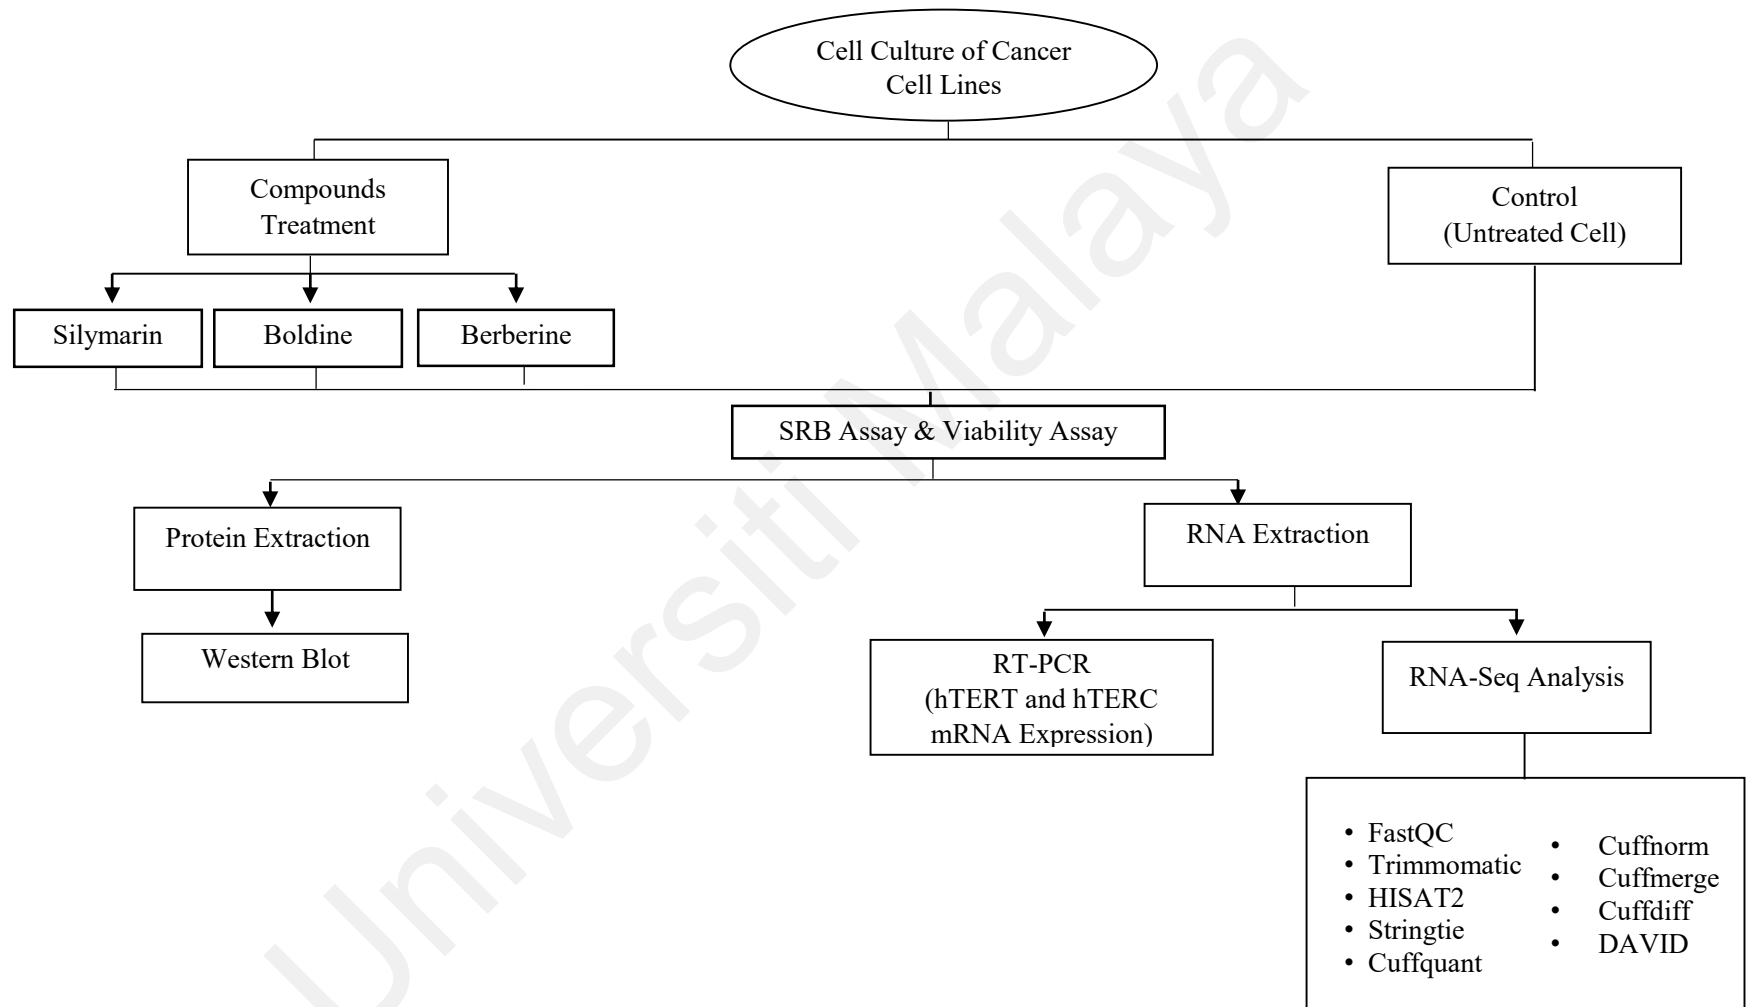 Cell Culture of Cancer
Cell Lines
Compounds
Treatment
Control
(Untreated Cell)
Silymarin
Boldine
Berberine
SRB Assay & Viability Assay
Protein Extraction
RNA Extraction
Western Blot
RT-PCR
(hTERT and hTERC
mRNA Expression)
RNA-Seq Analysis
• FastQC
• Trimmomatic
• HISAT2
• Stringtie
• Cuffquant
• Cuffnorm
• Cuffmerge
• Cuffdiff
• DAVID
Universiti Malaya